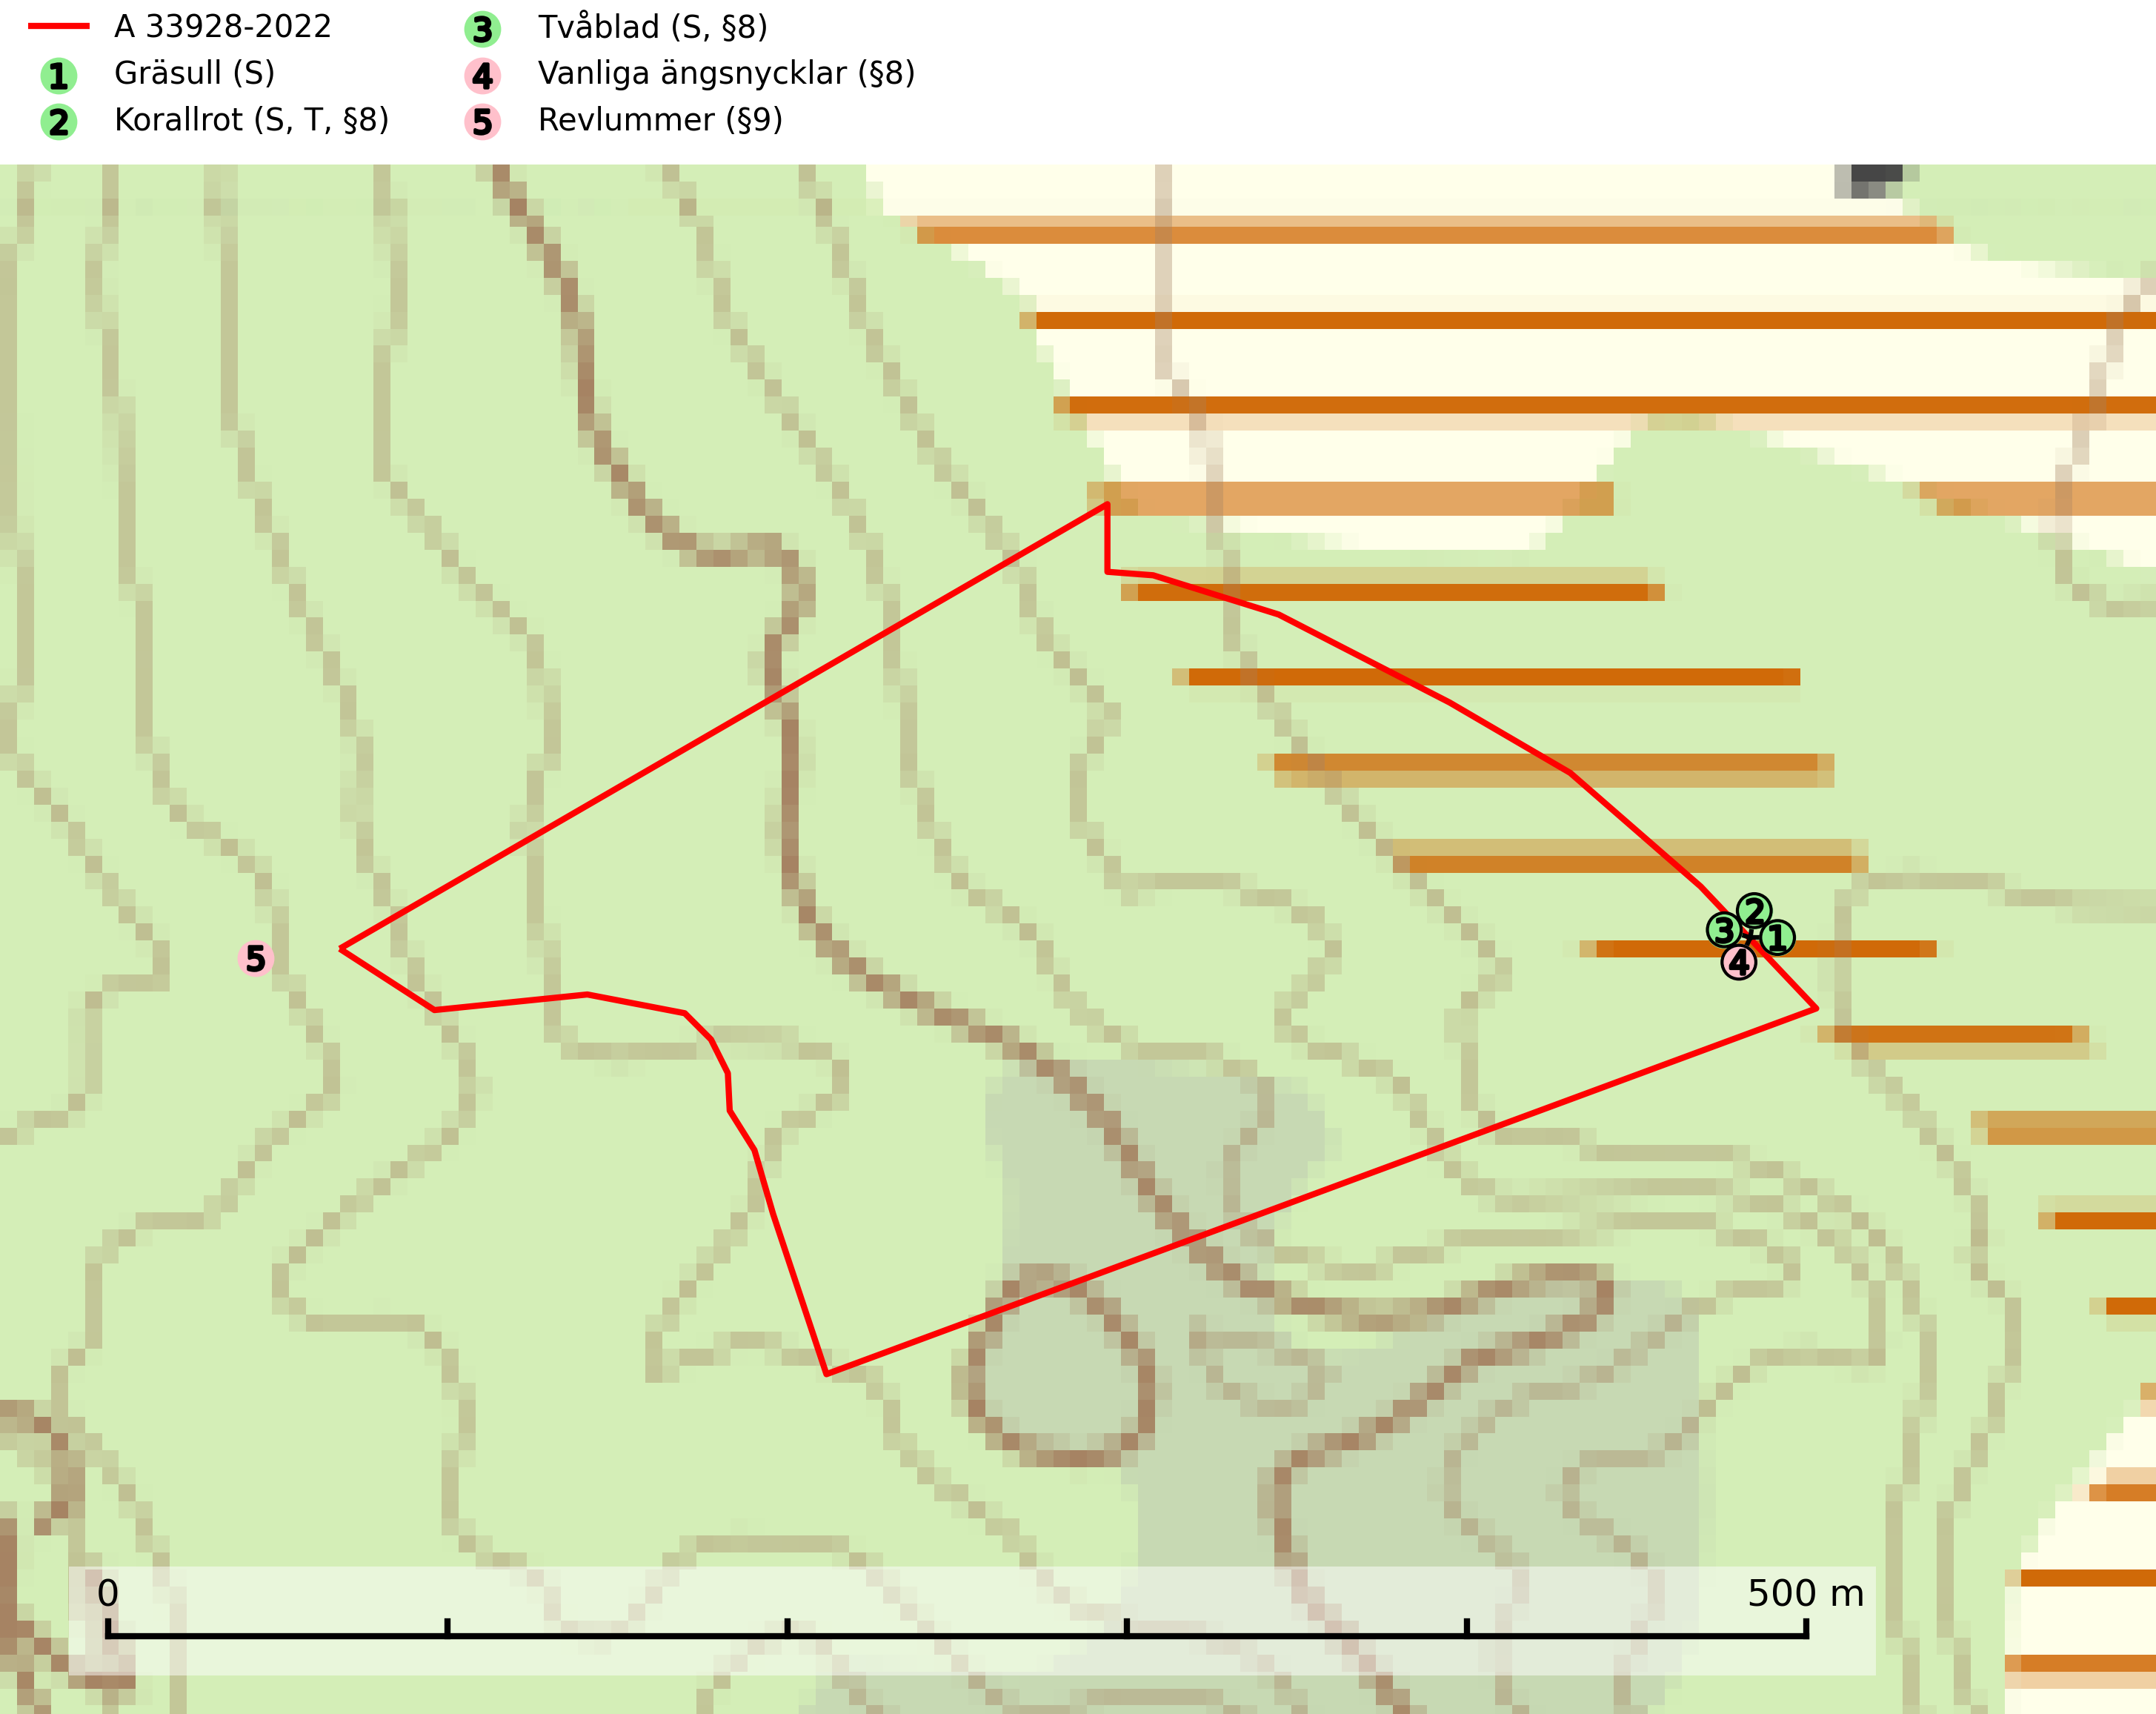 A 33928-2022
1 Gräsull (S)
2 Korallrot (S, T, §8)
3 Tvåblad (S, §8)
4 Vanliga ängsnycklar (§8)
5 Revlummer (§9)
2
3 1
4
5
0 500 m